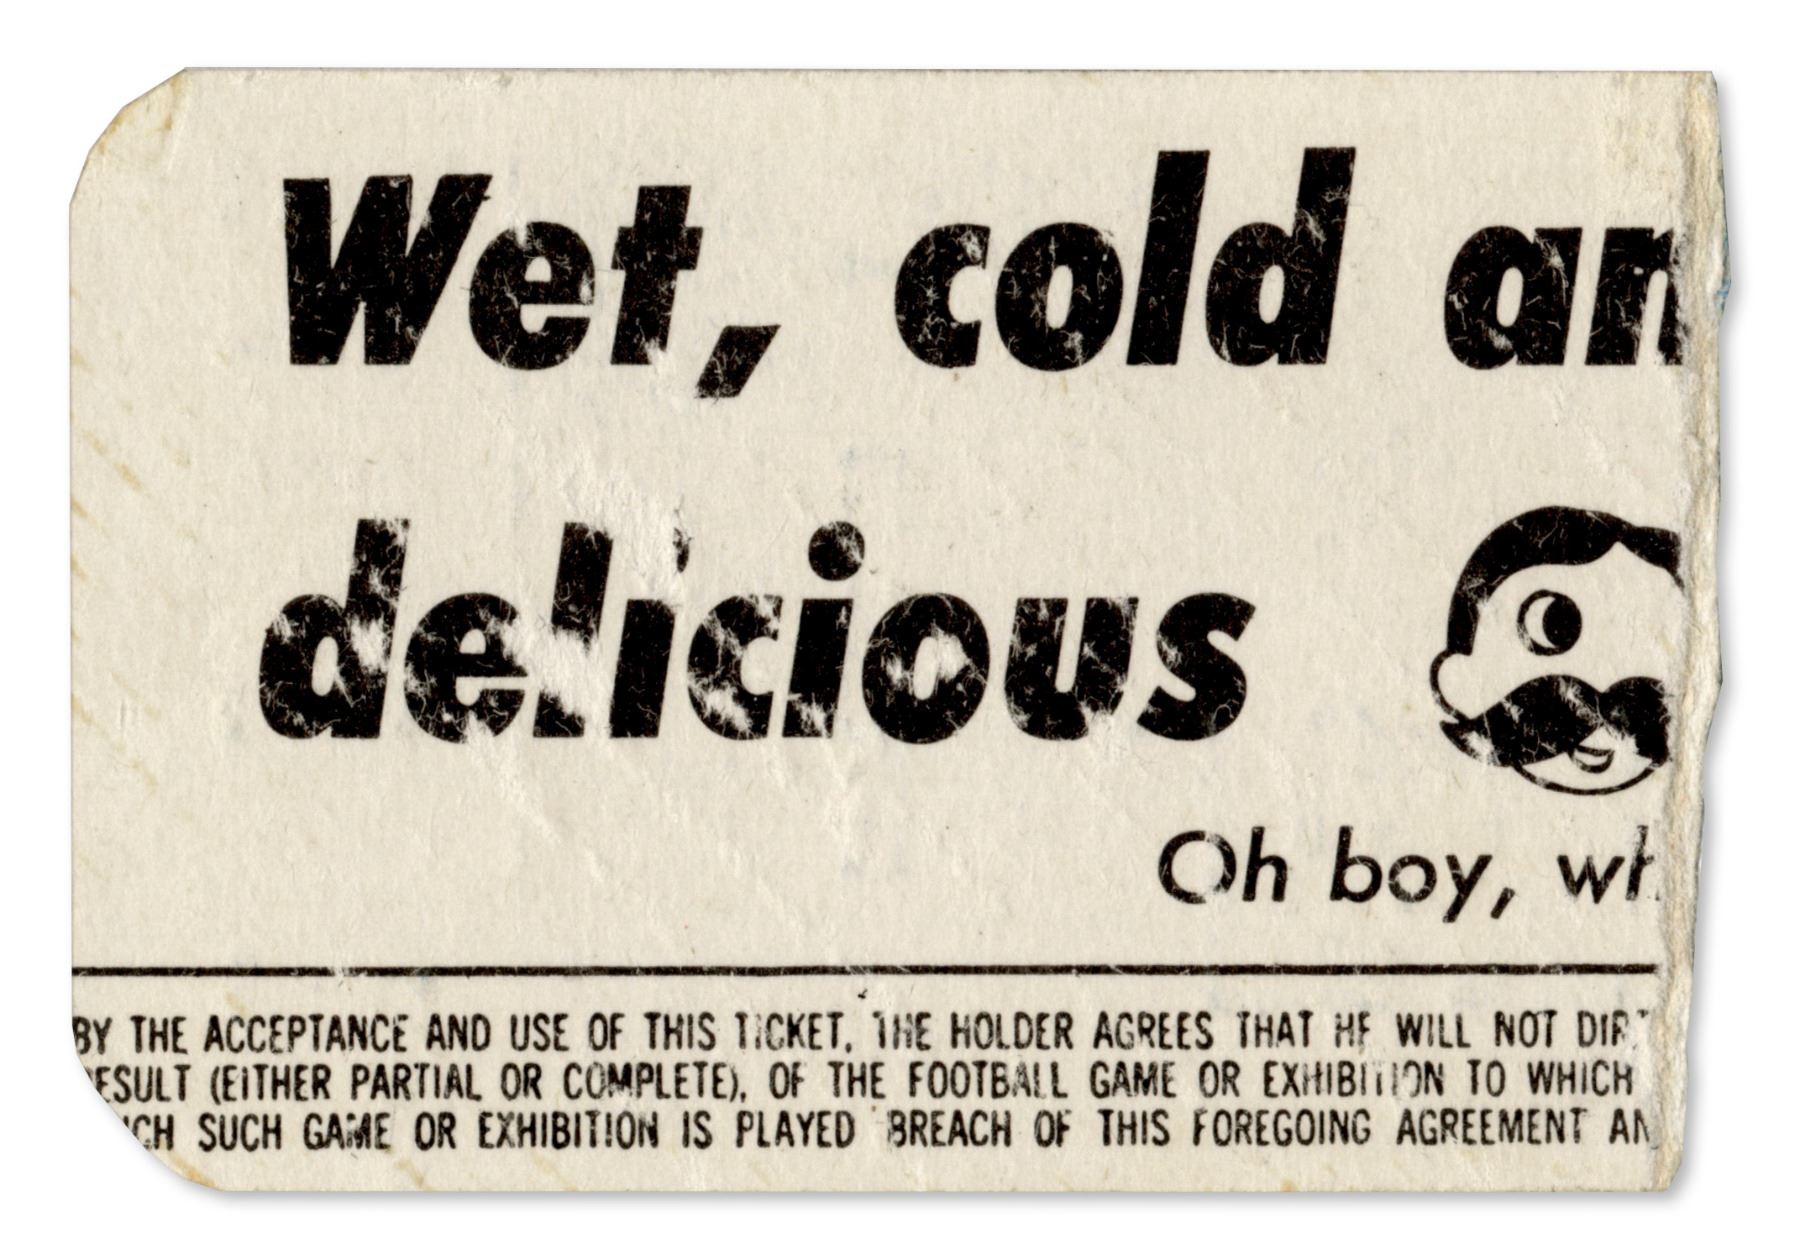 Wet, cold an
delicious
Oh boy, wh
BY THE ACCEPTANCE AND USE OF THIS TICKET, THE HOLDER AGREES THAT HE WILL NOT DIR
RESULT (EITHER PARTIAL OR COMPLETE), OF THE FOOTBALL GAME OR EXHIBITION TO WHICH
ICH SUCH GAME OR EXHIBITION IS PLAYED BREACH OF THIS FOREGOING AGREEMENT AN